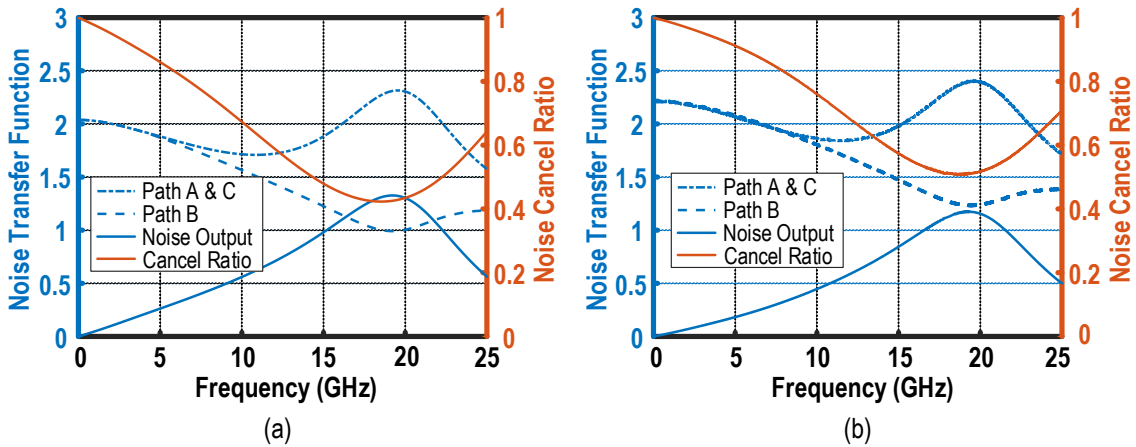 3
2.5
2
1.5
1
0.5
0
Noise Transfer Function
1
0.8
0.6
0.4
0.2
0
Noise Cancel Ratio
Path A & C
Path B
Noise Output
Cancel Ratio
0 5 10 15 20 25
Frequency (GHz)
(a)
3
2.5
2
1.5
1
0.5
0
Noise Transfer Function
1
0.8
0.6
0.4
0.2
0
Noise Cancel Ratio
Path A & C
Path B
Noise Output
Cancel Ratio
0 5 10 15 20 25
Frequency (GHz)
(b)